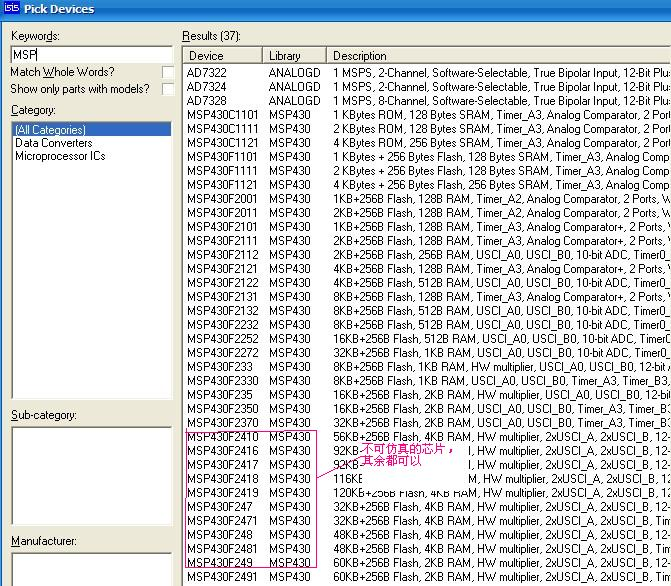 isis Pick Devices
Keywords:
Results (37):
MSP
Match Whole Words?
Show only parts with models?
Category:
(All Categories)
Data Converters
Microprocessor ICs
Sub-category:
Manufacturer:
Device Library Description
AD7322 ANALOGD 1 MSPS, 2-Channel, Software-Selectable, True Bipolar Input, 12-Bit Plus
AD7324 ANALOGD 1 MSPS, 4-Channel, Software-Selectable, True Bipolar Input, 12-Bit Plus
AD7328 ANALOGD 1 MSPS, 8-Channel, Software-Selectable, True Bipolar Input, 12-Bit Plus
MSP430C1101 MSP430 1 KBytes ROM, 128 Bytes SRAM, Timer_A3, Analog Comparator, 2 Port
MSP430C1111 MSP430 2 KBytes ROM, 128 Bytes SRAM, Timer_A3, Analog Comparator, 2 Port
MSP430C1121 MSP430 4 KBytes ROM, 256 Bytes SRAM, Timer_A3, Analog Comparator, 2 Port
MSP430F1101 MSP430 1 KBytes + 256 Bytes Flash, 128 Bytes SRAM, Timer_A3, Analog Comp
MSP430F1111 MSP430 2 KBytes + 256 Bytes Flash, 128 Bytes SRAM, Timer_A3, Analog Comp
MSP430F1121 MSP430 4 KBytes + 256 Bytes Flash, 256 Bytes SRAM, Timer_A3, Analog Comp
MSP430F2001 MSP430 1KB+256B Flash, 128B RAM, Timer_A2, Analog Comparator, 2 Ports, W
MSP430F2011 MSP430 2KB+256B Flash, 128B RAM, Timer_A2, Analog Comparator, 2 Ports, W
MSP430F2101 MSP430 1KB+256B Flash, 128B RAM, Timer_A3, Analog Comparator+, 2 Ports,
MSP430F2111 MSP430 2KB+256B Flash, 128B RAM, Timer_A3, Analog Comparator+, 2 Ports,
MSP430F2112 MSP430 2KB+256B Flash, 256B RAM, USCI_A0, USCI_B0, 10-bit ADC, Timer0_
MSP430F2121 MSP430 4KB+256B Flash, 256B RAM, Timer_A3, Analog Comparator+, 2 Ports,
MSP430F2122 MSP430 4KB+256B Flash, 512B RAM, USCI_A0, USCI_B0, 10-bit ADC, Timer0_
MSP430F2131 MSP430 8KB+256B Flash, 128B RAM, Timer_A3, Analog Comparator+, 2 Ports,
MSP430F2132 MSP430 8KB+256B Flash, 512B RAM, USCI_A0, USCI_B0, 10-bit ADC, Timer0_
MSP430F2232 MSP430 8KB+256B Flash, 512B RAM, USCI_A0, USCI_B0, 10-bit ADC, Timer0_
MSP430F2252 MSP430 16KB+256B Flash, 512B RAM, USCI_A0, USCI_B0, 10-bit ADC, Timer
MSP430F2272 MSP430 32KB+256B Flash, 1KB RAM, USCI_A0, USCI_B0, 10-bit ADC, Timer0
MSP430F233 MSP430 8KB+256B Flash, 1KB RAM, HW multiplier, USCI_A0, USCI_B0, 12-bit
MSP430F2330 MSP430 8KB+256B Flash, 1KB RAM, USCI_A0, USCI_B0, Timer_A3, Timer_B3,
MSP430F235 MSP430 16KB+256B Flash, 2KB RAM, HW multiplier, USCI_A0, USCI_B0, 12-bi
MSP430F2350 MSP430 16KB+256B Flash, 2KB RAM, USCI_A0, USCI_B0, Timer_A3, Timer_B3
MSP430F2370 MSP430 32KB+256B Flash, 2KB RAM, USCI_A0, USCI_B0, Timer_A3, Timer_B3
MSP430F2410 MSP430 56KB+256B Flash, 4KB RAM, HW multiplier, 2xUSCI_A, 2xUSCI_B, 12
MSP430F2416 MSP430 92KB- HW multiplier, 2xUSCI_A, 2xUSCI_B, 12
不可仿真的芯片，
其余都可以
MSP430F2417 MSP430 92KB- HW multiplier, 2xUSCI_A, 2xUSCI_B, 12
MSP430F2418 MSP430 116KB M, HW multiplier, 2xUSCI_A, 2xUSCI_B, 1
MSP430F2419 MSP430 120KB+256B Flash, 4KB RAM, HW multiplier, 2xUSCI_A, 2xUSCI_B, 1
MSP430F247 MSP430 32KB+256B Flash, 4KB RAM, HW multiplier, 2xUSCI_A, 2xUSCI_B, 12
MSP430F2471 MSP430 32KB+256B Flash, 4KB RAM, HW multiplier, 2xUSCI_A, 2xUSCI_B, Tim
MSP430F248 MSP430 48KB+256B Flash, 4KB RAM, HW multiplier, 2xUSCI_A, 2xUSCI_B, 12
MSP430F2481 MSP430 48KB+256B Flash, 4KB RAM, HW multiplier, 2xUSCI_A, 2xUSCI_B, Tim
MSP430F249 MSP430 60KB+256B Flash, 2KB RAM, HW multiplier, 2xUSCI_A, 2xUSCI_B, 12
MSP430F2491 MSP430 60KB+256B Flash, 2KB RAM, HW multiplier, 2xUSCI_A, 2xUSCI_B, Tim